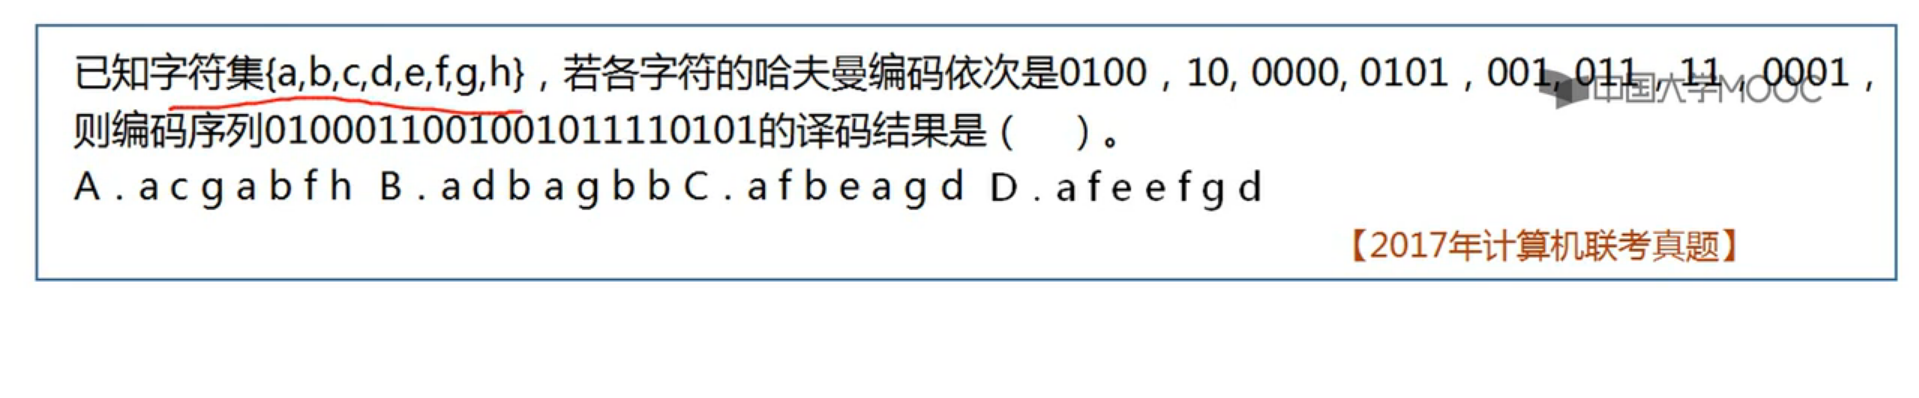 已知字符集{a,b,c,d,e,f,g,h}，若各字符的哈夫曼编码依次是0100，10, 0000, 0101，001, 011，11，0001，
中国大学MOOC
则编码序列0100011001001011110101的译码结果是（ ）。
A . a c g a b f h B . a d b a g b b C . a f b e a g d D . a f e e f g d
【2017年计算机联考真题】